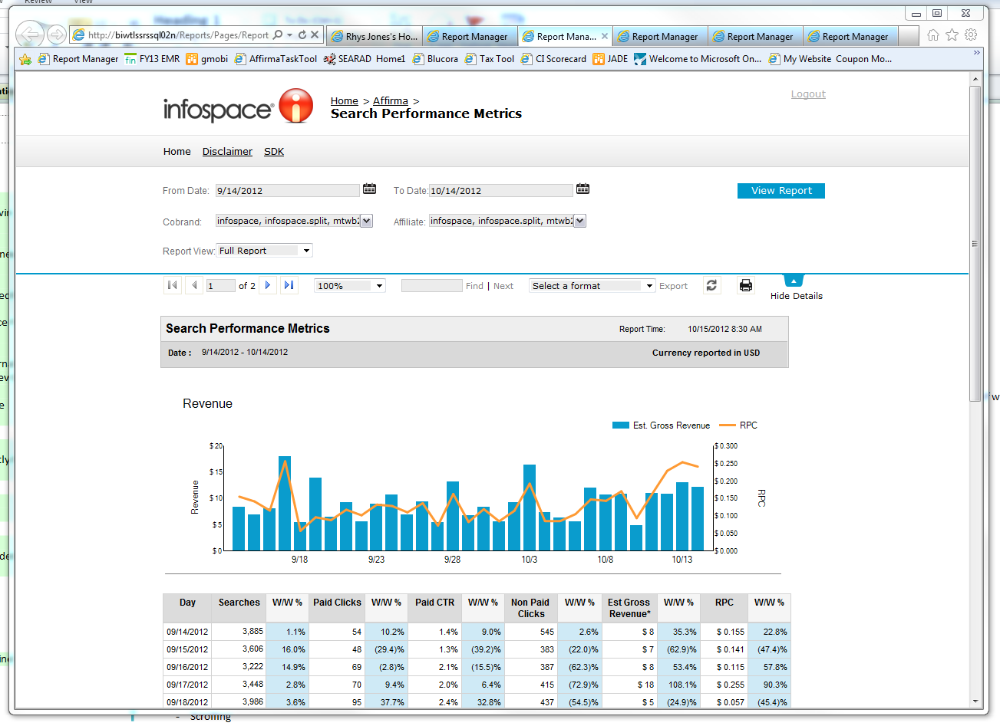 Review View
http://biwtlssrssql02n/Reports/Pages/Report
Rhys Jones's Ho...
Report Manager
Report Mana...
Report Manager
Report Manager
Report Manager
Report Manager FY13 EMR gmobi AffirmaTaskTool SEARAD Home1 Blucora Tax Tool CI Scorecard JADE Welcome to Microsoft On... My Website Coupon Mo...
infospace®
Home > Affirma >
Search Performance Metrics
Logout
Home Disclaimer SDK
From Date: 9/14/2012 To Date: 10/14/2012 View Report
Cobrand: infospace, infospace.split, mtwb2 Affiliate: infospace, infospace.split, mtwb2
Report View: Full Report
1 of 2 100% Find | Next Select a format Export
Hide Details
Search Performance Metrics Report Time: 10/15/2012 8:30 AM
Date : 9/14/2012 - 10/14/2012 Currency reported in USD
Revenue
Est. Gross Revenue RPC
$ 20 $ 0.300
$ 0.250
$ 15
$ 0.200
$ 10 $ 0.150
$ 0.100
$ 5
$ 0.050
$ 0 $ 0.000
Revenue
RPC
9/18 9/23 9/28 10/3 10/8 10/13
Day Searches W/W % Paid Clicks W/W % Paid CTR W/W % Non Paid Clicks W/W % Est Gross Revenue* W/W % RPC W/W %
09/14/2012 3,885 1.1% 54 10.2% 1.4% 9.0% 545 2.6% $ 8 35.3% $ 0.155 22.8%
09/15/2012 3,606 16.0% 48 (29.4)% 1.3% (39.2)% 383 (22.0)% $ 7 (62.9)% $ 0.141 (47.4)%
09/16/2012 3,222 14.9% 69 (2.8)% 2.1% (15.5)% 387 (62.3)% $ 8 53.4% $ 0.115 57.8%
09/17/2012 3,448 2.8% 70 9.4% 2.0% 6.4% 415 (72.9)% $ 18 108.1% $ 0.255 90.3%
09/18/2012 3,986 3.6% 95 37.7% 2.4% 32.8% 437 (54.5)% $ 5 (24.9)% $ 0.057 (45.4)%
- Scrolling